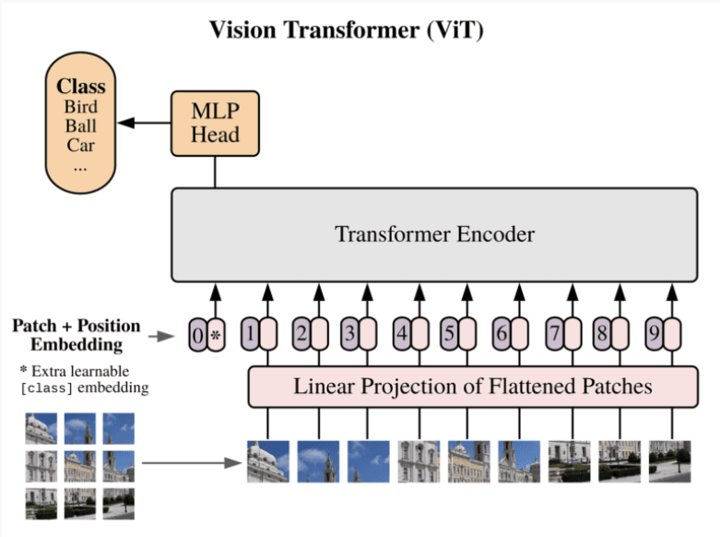 Vision Transformer (ViT)
Class
Bird
Ball
Car
...
MLP
Head
Transformer Encoder
Patch + Position
Embedding
0 * 1 2 3 4 5 6 7 8 9
* Extra learnable
[class] embedding
Linear Projection of Flattened Patches